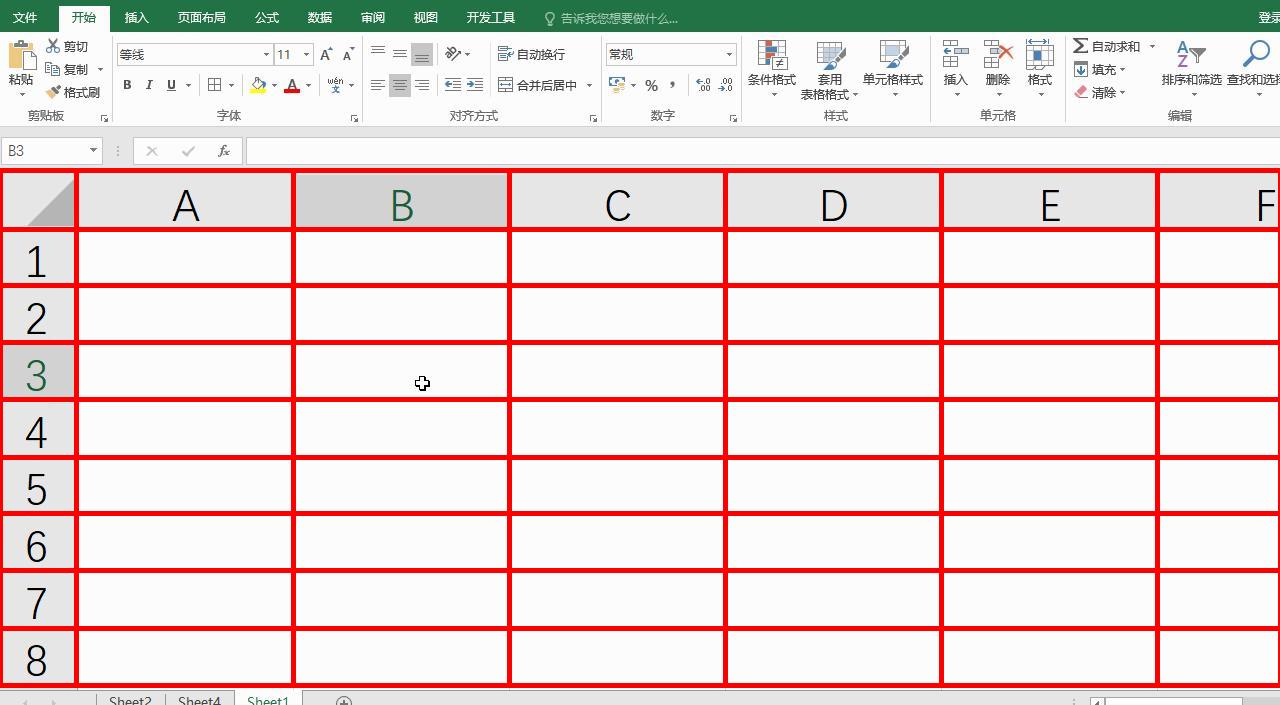 文件 开始 插入 页面布局 公式 数据 审阅 视图 开发工具 告诉我您想要做什么... 登录
剪切 等线 11 自动换行 常规 自动求和
粘贴 复制 条件格式 套用 单元格样式 插入 删除 格式 填充 排序和筛选 查找和选择
格式刷 B I U A wén 文 合并后居中 % 表格格式 清除
剪贴板 字体 对齐方式 数字 样式 单元格 编辑
B3 fx
A B C D E F
1
2
3
4
5
6
7
8
Sheet2 Sheet4 Sheet1